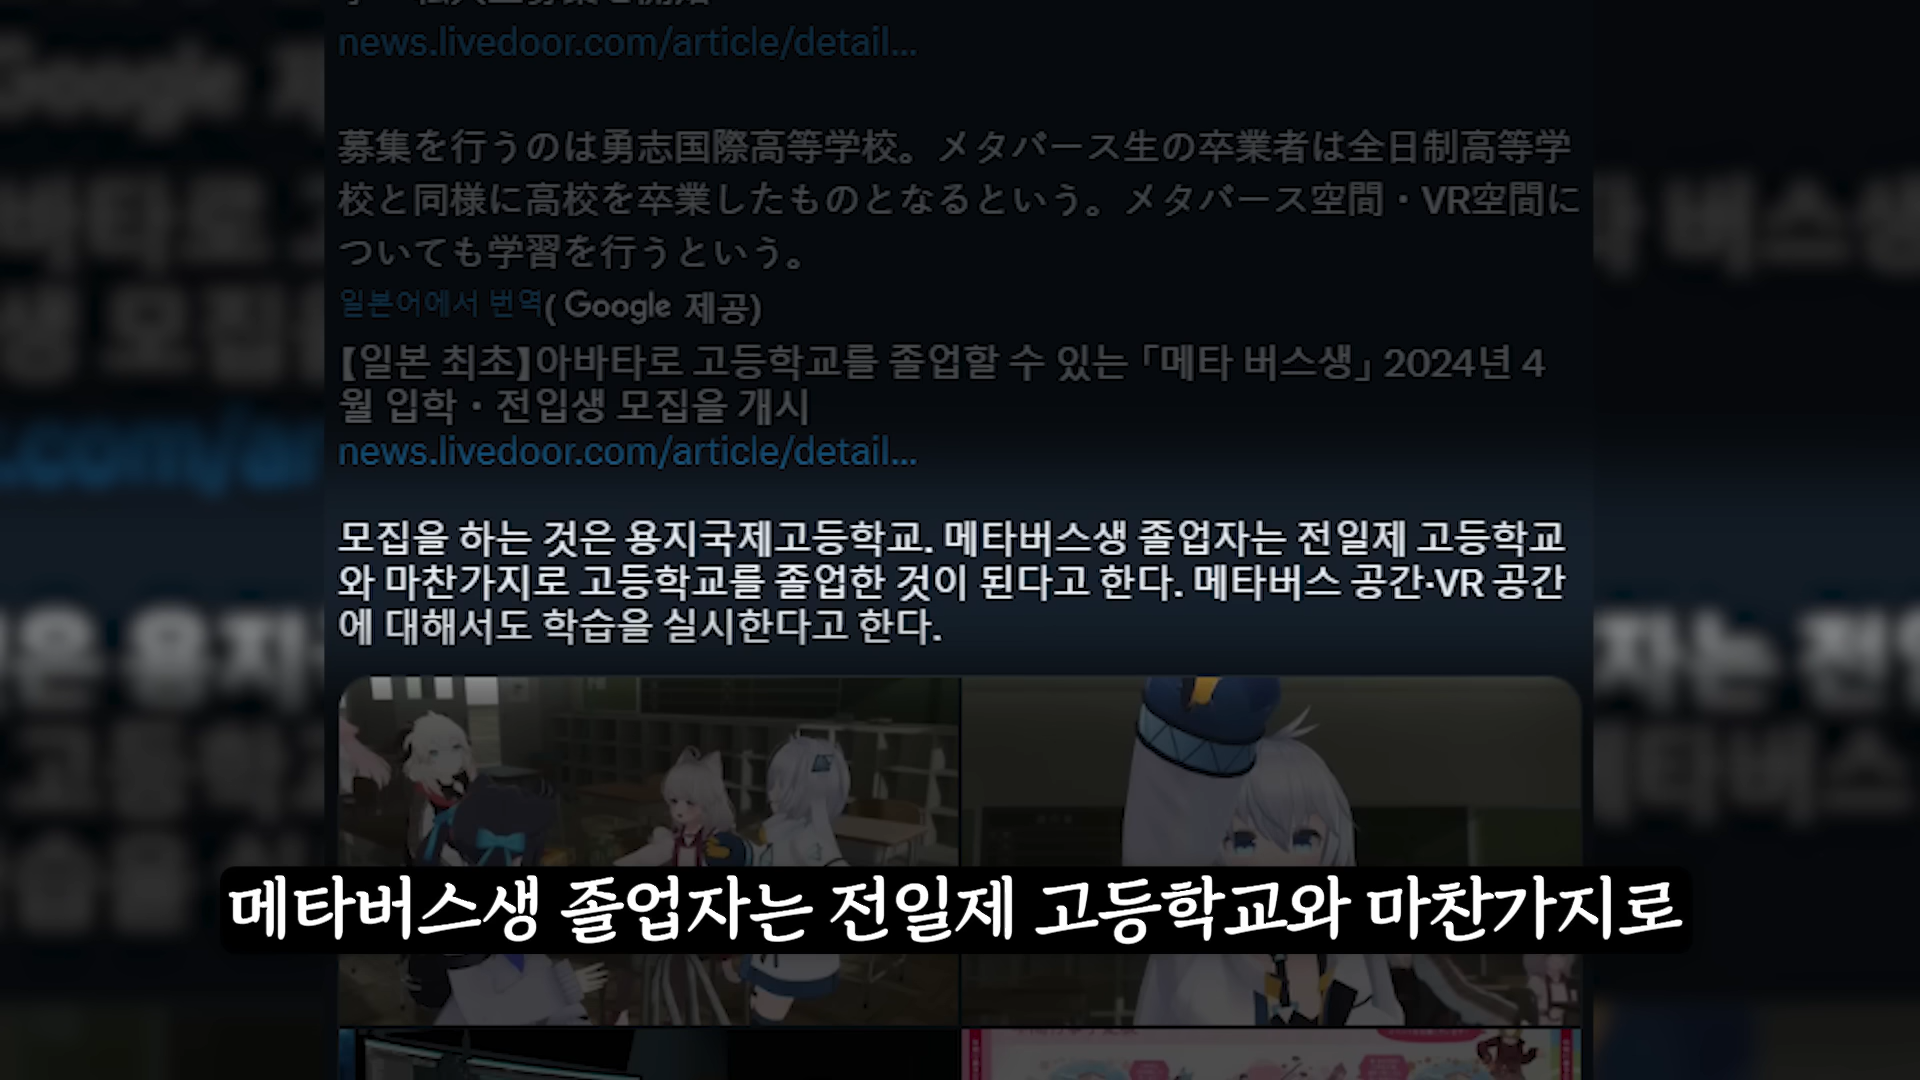 news.livedoor.com/article/detail...
募集を行うのは勇志国際高等学校。メタバース生の卒業者は全日制高等学
校と同様に高校を卒業したものとなるという。メタバース空間・VR空間に
ついても学習を行うという。
일본어에서 번역( Google 제공)
【일본 최초】아바타로 고등학교를 졸업할 수 있는 「메타 버스생」 2024년 4
월 입학・전입생 모집을 개시
news.livedoor.com/article/detail...
모집을 하는 것은 용지국제고등학교. 메타버스생 졸업자는 전일제 고등학교
와 마찬가지로 고등학교를 졸업한 것이 된다고 한다. 메타버스 공간·VR 공간
에 대해서도 학습을 실시한다고 한다.
메타버스생 졸업자는 전일제 고등학교와 마찬가지로